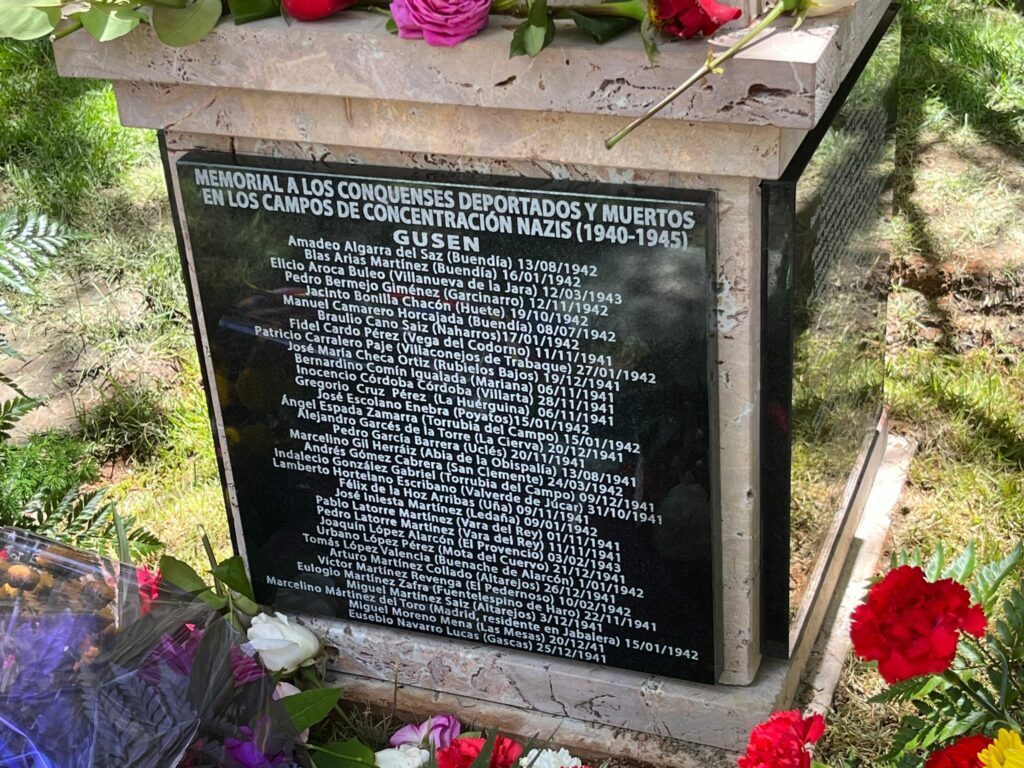 MEMORIAL A LOS CONQUENSES DEPORTADOS Y MUERTOS
EN LOS CAMPOS DE CONCENTRACIÓN NAZIS (1940-1945)
GUSEN
Amadeo Algarra del Saz (Buendía) 13/08/1942
Blas Arias Martínez (Buendía) 16/01/1942
Elicio Aroca Buleo (Villanueva de la Jara) 12/03/1943
Pedro Bermejo Giménez (Garcinarro) 12/11/1942
Jacinto Bonilla Chacón (Huete) 19/10/1942
Manuel Camarero Horcajada (Buendía) 08/07/1942
Braulio Cano Saiz (Naharros)17/01/1942
Fidel Cardo Pérez (Vega del Codorno) 11/11/1941
Patricio Carralero Paje (Villaconejos de Trabaque) 27/01/1942
José María Checa Ortiz (Rubielos Bajos) 19/12/1941
Bernardino Comín Igualada (Mariana) 06/11/1941
Inocencio Córdoba Córdoba (Villarta) 28/11/1941
Gregorio Cruz Pérez (La Huérguina) 06/11/1941
José Escolano Enebra (Poyatos)15/01/1942
Ángel Espada Zamarra (Torrubia del Campo) 15/01/1942
Alejandro Garcés de la Torre (La Cierva) 20/12/1941
Pedro García Barrera (Uclés) 20/11/1941
Marcelino Gil Herráiz (Abia de la Obispalía) 13/08/1941
Andrés Gómez Cabrera (San Clemente) 24/03/1942
Indalecio González Gabriel (Torrubia del Campo) 09/12/1941
Lamberto Hortelano Escribano (Valverde de Júcar) 31/10/1941
Félix de la Hoz Arribas (Uña) 09/11/1941
José Iniesta Martínez (Ledaña) 09/01/1942
Pablo Latorre Martínez (Vara del Rey) 01/11/1941
Pedro Latorre Martínez (Vara del Rey) 11/11/1943
Joaquín López Alarcón (El Provencio) 03/02/1943
Urbano López Pérez (Mota del Cuervo) 21/12/1941
Tomás López Valencia (Buenache de Alarcón) 1/01/1942
Arturo Martínez Collado (Altarejos) 26/12/1941
Víctor Martínez Revenga (El Pedernoso) 10/02/1942
Eulogio Martínez Zafra (Fuentelespino de Haro) 22/11/1941
Miguel Martínez Saiz (Altarejos) 3/12/1941
Marcelino Mártinez del Toro (Madrid, residentes en Jabalera) 15/01/1942
Miguel Moreno Mena (Las Mesas) 20/12/41
Eusebio Navarro Lucas (Gascas) 25/12/1941